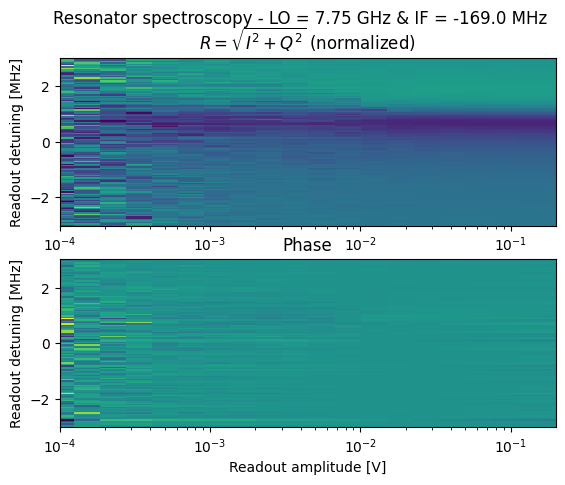 Resonator spectroscopy - LO = 7.75 GHz & IF = -169.0 MHz
R = √(I² + Q²) (normalized)
Readout detuning [MHz]
2
0
−2
10⁻⁴ 10⁻³ 10⁻² 10⁻¹
Phase
Readout detuning [MHz]
2
0
−2
10⁻⁴ 10⁻³ 10⁻² 10⁻¹
Readout amplitude [V]